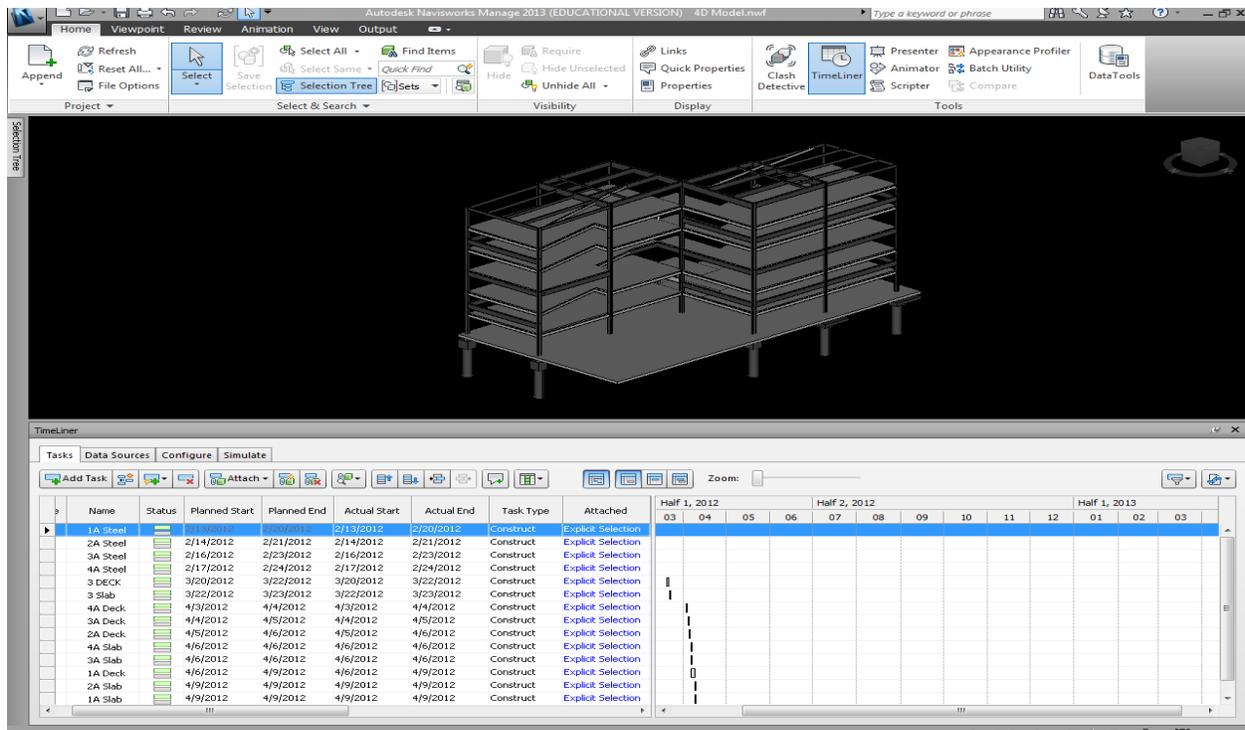 Autodesk Navisworks Manage 2013 (EDUCATIONAL VERSION) 4D Model.nwf Type a keyword or phrase
Home Viewpoint Review Animation View Output
Append
Refresh
Reset All...
File Options
Project
Select
Save Selection
Select All
Select Same
Selection Tree
Find Items
Quick Find
Sets
Select & Search
Hide
Require
Hide Unselected
Unhide All
Visibility
Links
Quick Properties
Properties
Display
Clash Detective
TimeLiner
Presenter
Animator
Scripter
Appearance Profiler
Batch Utility
Compare
Tools
DataTools
Selection Tree
TimeLiner
Tasks Data Sources Configure Simulate
Add Task Attach Zoom:
Name Status Planned Start Planned End Actual Start Actual End Task Type Attached
Half 1, 2012 Half 2, 2012 Half 1, 2013
03 04 05 06 07 08 09 10 11 12 01 02 03
1A Steel 2/13/2012 2/20/2012 2/13/2012 2/20/2012 Construct Explicit Selection
2A Steel 2/14/2012 2/21/2012 2/14/2012 2/21/2012 Construct Explicit Selection
3A Steel 2/16/2012 2/23/2012 2/16/2012 2/23/2012 Construct Explicit Selection
4A Steel 2/17/2012 2/24/2012 2/17/2012 2/24/2012 Construct Explicit Selection
3 DECK 3/20/2012 3/22/2012 3/20/2012 3/22/2012 Construct Explicit Selection
3 Slab 3/22/2012 3/23/2012 3/22/2012 3/23/2012 Construct Explicit Selection
4A Deck 4/3/2012 4/4/2012 4/3/2012 4/4/2012 Construct Explicit Selection
3A Deck 4/4/2012 4/5/2012 4/4/2012 4/5/2012 Construct Explicit Selection
2A Deck 4/5/2012 4/6/2012 4/5/2012 4/6/2012 Construct Explicit Selection
4A Slab 4/6/2012 4/6/2012 4/6/2012 4/6/2012 Construct Explicit Selection
3A Slab 4/6/2012 4/6/2012 4/6/2012 4/6/2012 Construct Explicit Selection
1A Deck 4/6/2012 4/9/2012 4/6/2012 4/9/2012 Construct Explicit Selection
2A Slab 4/9/2012 4/9/2012 4/9/2012 4/9/2012 Construct Explicit Selection
1A Slab 4/9/2012 4/9/2012 4/9/2012 4/9/2012 Construct Explicit Selection